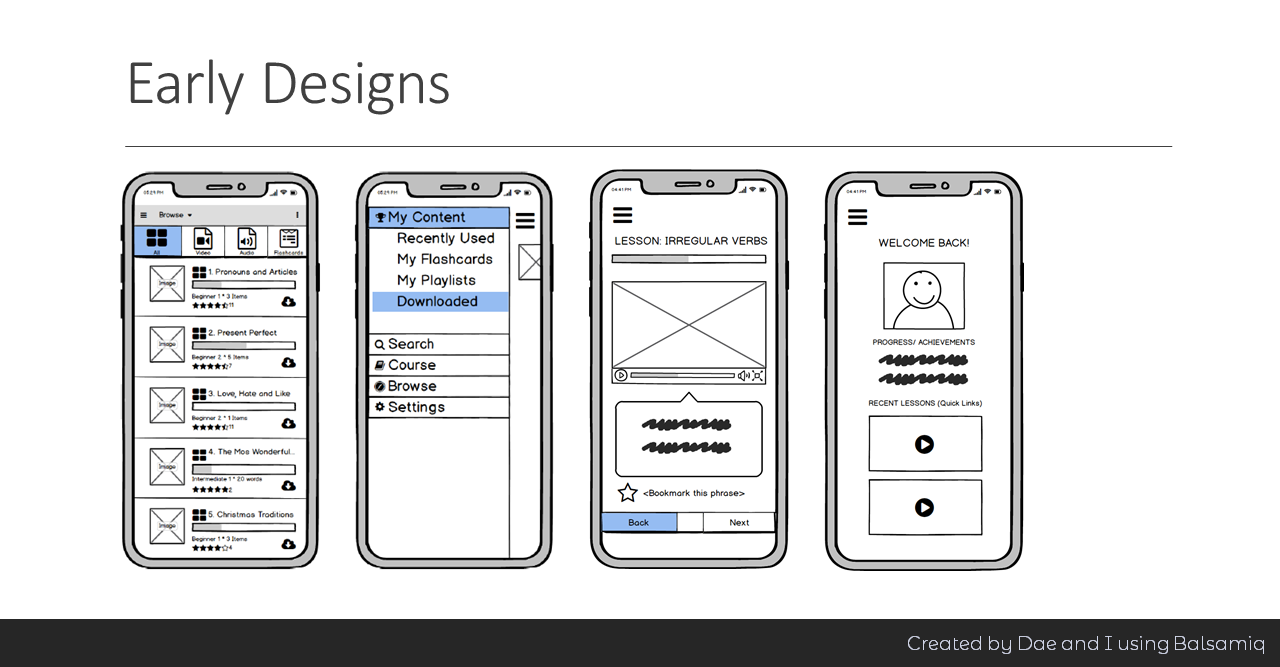 Early Designs
05:29 PM
Browse
All Video Audio Flashcards
Image
1. Pronouns and Articles
Beginner 1 * 3 Items
11
Image
2. Present Perfect
Beginner 2 * 5 Items
7
Image
3. Love, Hate and Like
Beginner 2 * 1 Items
11
Image
4. The Mos Wonderful...
Intermediate 1 * 20 words
2
Image
5. Christmas Traditions
Beginner 1 * 3 Items
4
05:29 PM
My Content
Recently Used
My Flashcards
My Playlists
Downloaded
Search
Course
Browse
Settings
04:41 PM
LESSON: IRREGULAR VERBS
<Bookmark this phrase>
Back Next
04:41 PM
WELCOME BACK!
PROGRESS/ ACHIEVEMENTS
RECENT LESSONS (Quick Links)
Created by Dae and I using Balsamiq